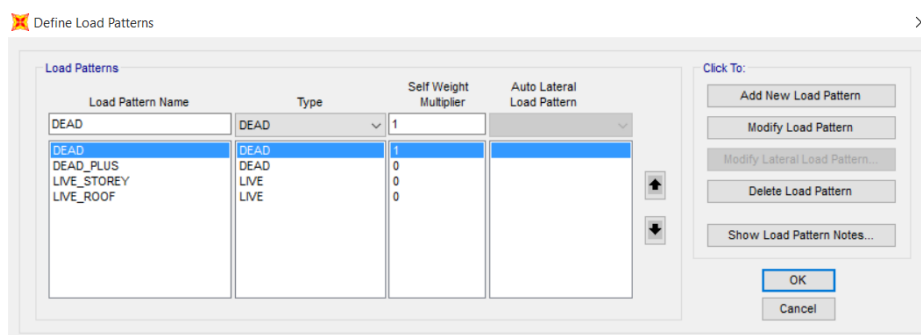 Define Load Patterns
Load Patterns
Click To:
Load Pattern Name Type Self Weight Multiplier Auto Lateral Load Pattern
DEAD DEAD 1
DEAD DEAD 1
DEAD_PLUS DEAD 0
LIVE_STOREY LIVE 0
LIVE_ROOF LIVE 0
Add New Load Pattern
Modify Load Pattern
Modify Lateral Load Pattern...
Delete Load Pattern
Show Load Pattern Notes...
OK
Cancel